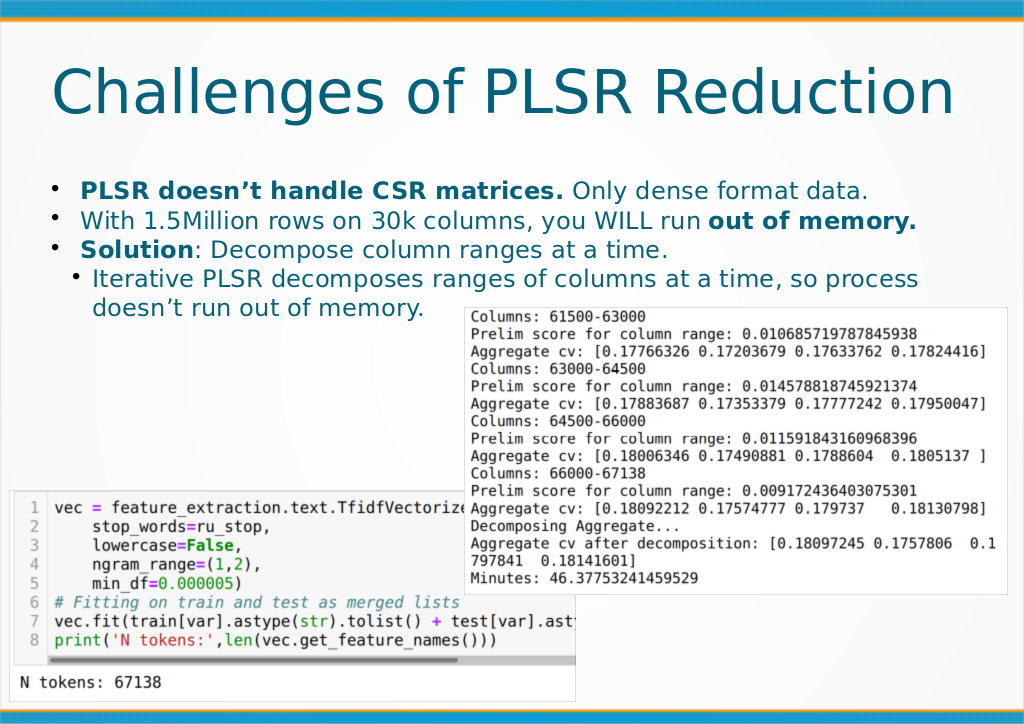 Challenges of PLSR Reduction
• PLSR doesn’t handle CSR matrices. Only dense format data.
• With 1.5Million rows on 30k columns, you WILL run out of memory.
• Solution: Decompose column ranges at a time.
• Iterative PLSR decomposes ranges of columns at a time, so process
doesn’t run out of memory.
Columns: 61500-63000
Prelim score for column range: 0.010685719787845938
Aggregate cv: [0.17766326 0.17203679 0.17633762 0.17824416]
Columns: 63000-64500
Prelim score for column range: 0.014578818745921374
Aggregate cv: [0.17883687 0.17353379 0.17777242 0.17950047]
Columns: 64500-66000
Prelim score for column range: 0.011591843160968396
Aggregate cv: [0.18006346 0.17490881 0.1788604  0.1805137 ]
Columns: 66000-67138
Prelim score for column range: 0.009172436403075301
Aggregate cv: [0.18092212 0.17574777 0.179737   0.18130798]
Decomposing Aggregate...
Aggregate cv after decomposition: [0.18097245 0.1757806  0.1
797841  0.18141601]
Minutes: 46.37753241459529
1 vec = feature_extraction.text.TfidfVectorize
2     stop_words=ru_stop,
3     lowercase=False,
4     ngram_range=(1,2),
5     min_df=0.000005)
6 # Fitting on train and test as merged lists
7 vec.fit(train[var].astype(str).tolist() + test[var].ast
8 print('N tokens:',len(vec.get_feature_names()))
N tokens: 67138